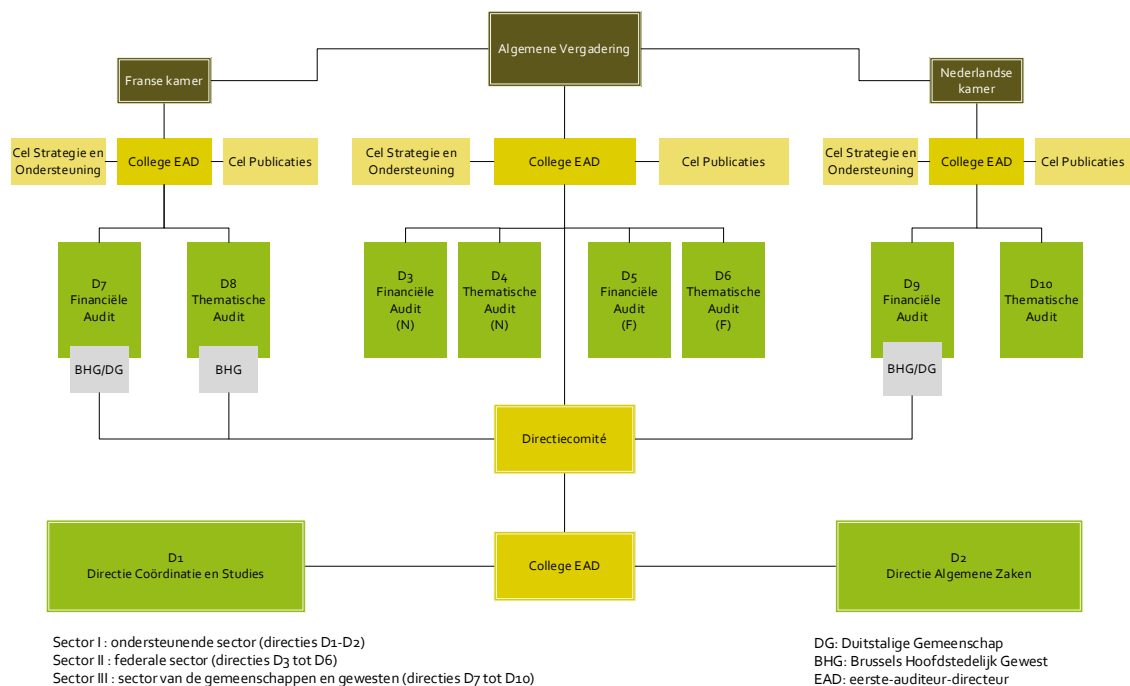 Algemene Vergadering
Franse kamer
Nederlandse
kamer
Cel Strategie en
Ondersteuning
College EAD
Cel Publicaties
Cel Strategie en
Ondersteuning
College EAD
Cel Publicaties
Cel Strategie en
Ondersteuning
College EAD
Cel Publicaties
D7
Financiële
Audit
D8
Thematische
Audit
D3
Financiële
Audit
(N)
D4
Thematische
Audit
(N)
D5
Financiële
Audit
(F)
D6
Thematische
Audit
(F)
D9
Financiële
Audit
D10
Thematische
Audit
BHG/DG
BHG
BHG/DG
Directiecomité
D1
Directie Coördinatie en Studies
College EAD
D2
Directie Algemene Zaken
Sector I : ondersteunende sector (directies D1-D2)
Sector II : federale sector (directies D3 tot D6)
Sector III : sector van de gemeenschappen en gewesten (directies D7 tot D10)
DG: Duitstalige Gemeenschap
BHG: Brussels Hoofdstedelijk Gewest
EAD: eerste-auditeur-directeur